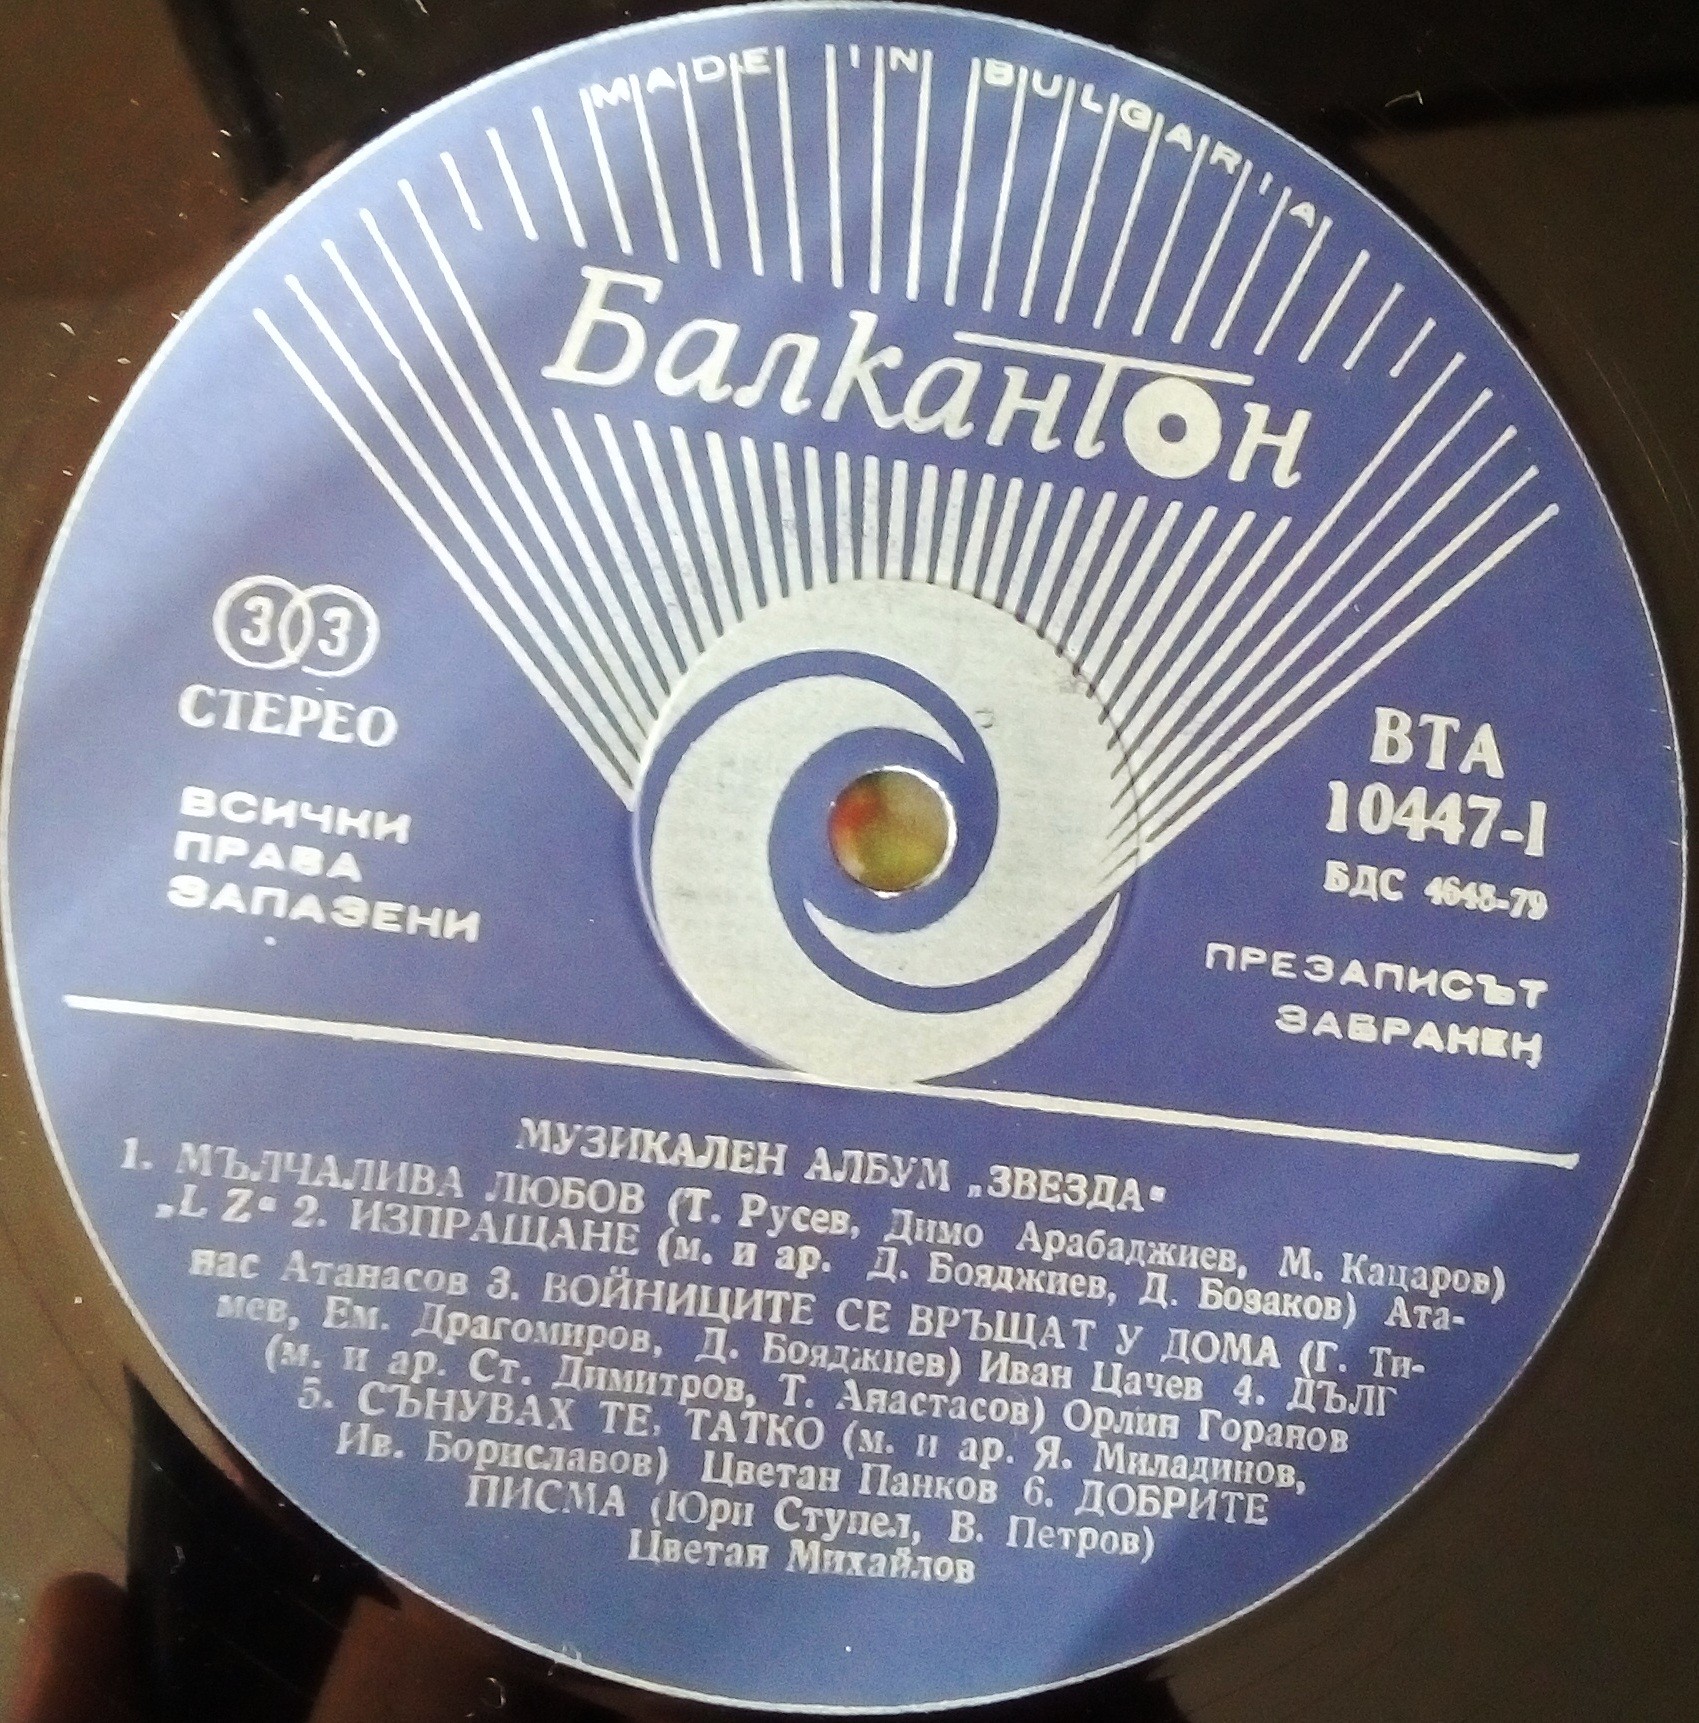 MADE IN BULGARIA
Балкантон
33
СТЕРЕО
ВСИЧКИ
ПРАВА
ЗАПАЗЕНИ
ВТА
10447-I
БДС 4648-79
ПРЕЗАПИСЪТ
ЗАБРАНЕН
МУЗИКАЛЕН АЛБУМ „ЗВЕЗДА“
1. МЪЛЧАЛИВА ЛЮБОВ (Т. Русев, Димо Арабаджиев, М. Кацаров)
„L Z“ 2. ИЗПРАЩАНЕ (м. и ар. Д. Бояджиев, Д. Бозаков) Ата-
нас Атанасов 3. ВОЙНИЦИТЕ СЕ ВРЪЩАТ У ДОМА (Г. Ти-
мев, Ем. Драгомиров, Д. Бояджиев) Иван Цачев 4. ДЪЛГ
(м. и ар. Ст. Димитров, Т. Анастасов) Орлин Горанов
5. СЪНУВАХ ТЕ, ТАТКО (м. и ар. Я. Миладинов,
Ив. Бориславов) Цветан Панков 6. ДОБРИТЕ
ПИСМА (Юри Ступел, В. Петров)
Цветан Михайлов